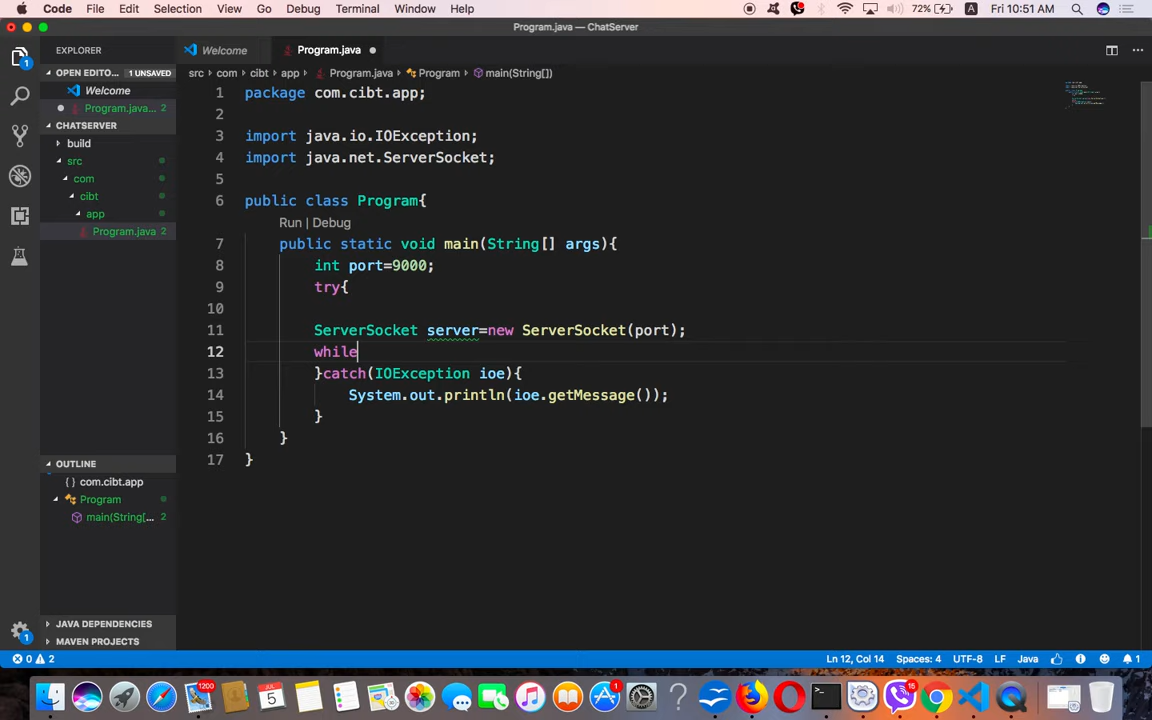 Code File Edit Selection View Go Debug Terminal Window Help 72% Fri 10:51 AM
Program.java — ChatServer
EXPLORER Welcome Program.java
OPEN EDITO... 1 UNSAVED src com cibt app Program.java Program main(String[])
Welcome
Program.java... 2
CHATSERVER
build
src
com
cibt
app
Program.java 2
1 package com.cibt.app;
2
3 import java.io.IOException;
4 import java.net.ServerSocket;
5
6 public class Program{
Run | Debug
7 public static void main(String[] args){
8 int port=9000;
9 try{
10
11 ServerSocket server=new ServerSocket(port);
12 while
13 }catch(IOException ioe){
14 System.out.println(ioe.getMessage());
15 }
16 }
17 }
OUTLINE
{ } com.cibt.app
Program
main(String[... 2
JAVA DEPENDENCIES
MAVEN PROJECTS
0 2 Ln 12, Col 14 Spaces: 4 UTF-8 LF Java 1